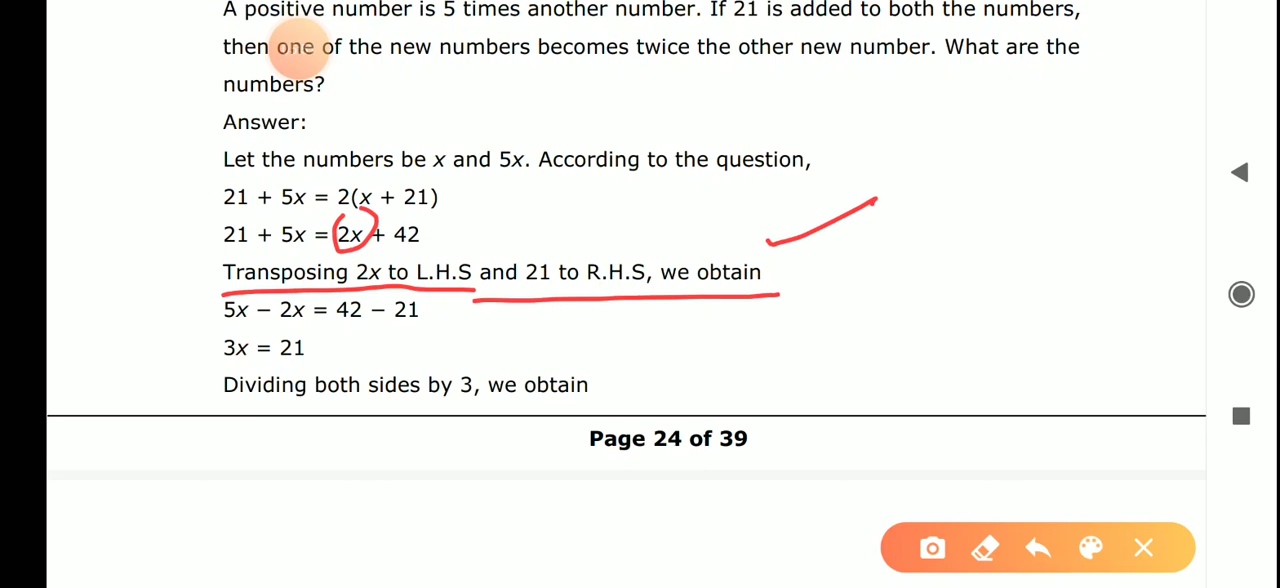 A positive number is 5 times another number. If 21 is added to both the numbers,
then one of the new numbers becomes twice the other new number. What are the
numbers?
Answer:
Let the numbers be x and 5x. According to the question,
21 + 5x = 2(x + 21)
21 + 5x = 2x + 42
Transposing 2x to L.H.S and 21 to R.H.S, we obtain
5x − 2x = 42 − 21
3x = 21
Dividing both sides by 3, we obtain
Page 24 of 39